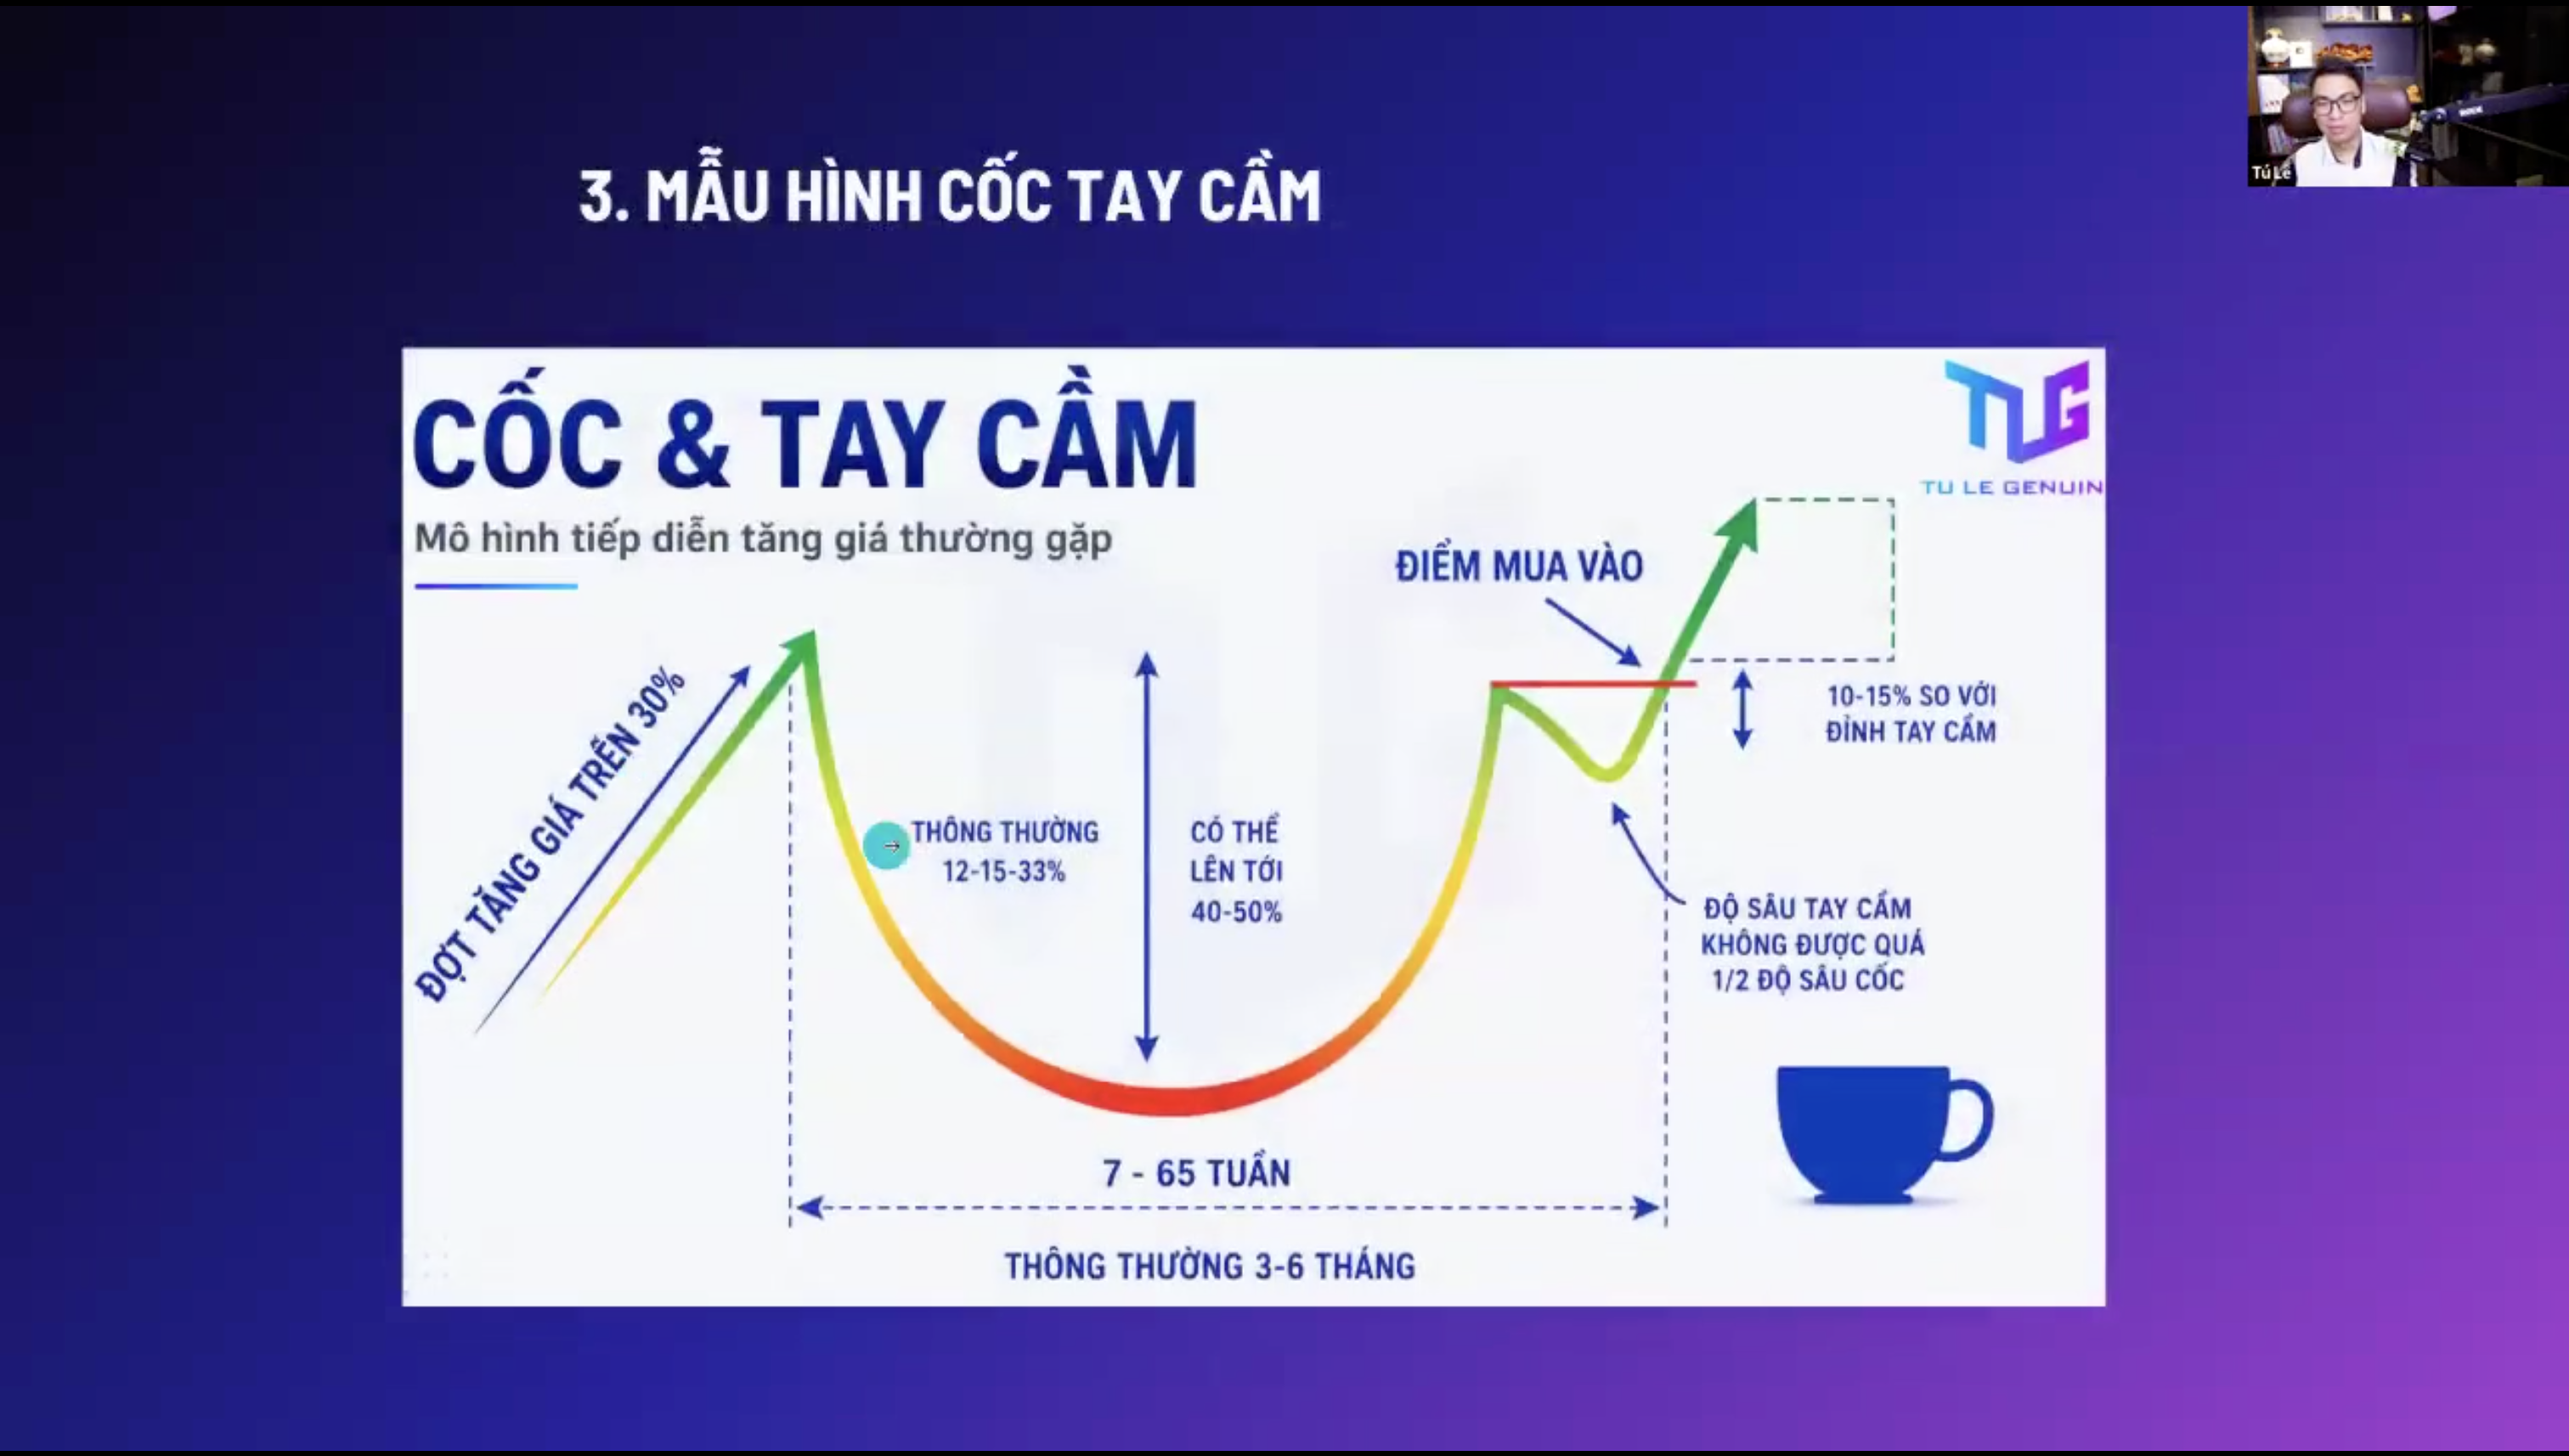 Tú Lê
3. MẪU HÌNH CỐC TAY CẦM
TLG
TU LE GENUIN
CỐC & TAY CẦM
Mô hình tiếp diễn tăng giá thường gặp
ĐỢT TĂNG GIÁ TRÊN 30%
ĐIỂM MUA VÀO
10-15% SO VỚI
ĐỈNH TAY CẦM
THÔNG THƯỜNG
12-15-33%
CÓ THỂ
LÊN TỚI
40-50%
ĐỘ SÂU TAY CẦM
KHÔNG ĐƯỢC QUÁ
1/2 ĐỘ SÂU CỐC
7 - 65 TUẦN
THÔNG THƯỜNG 3-6 THÁNG